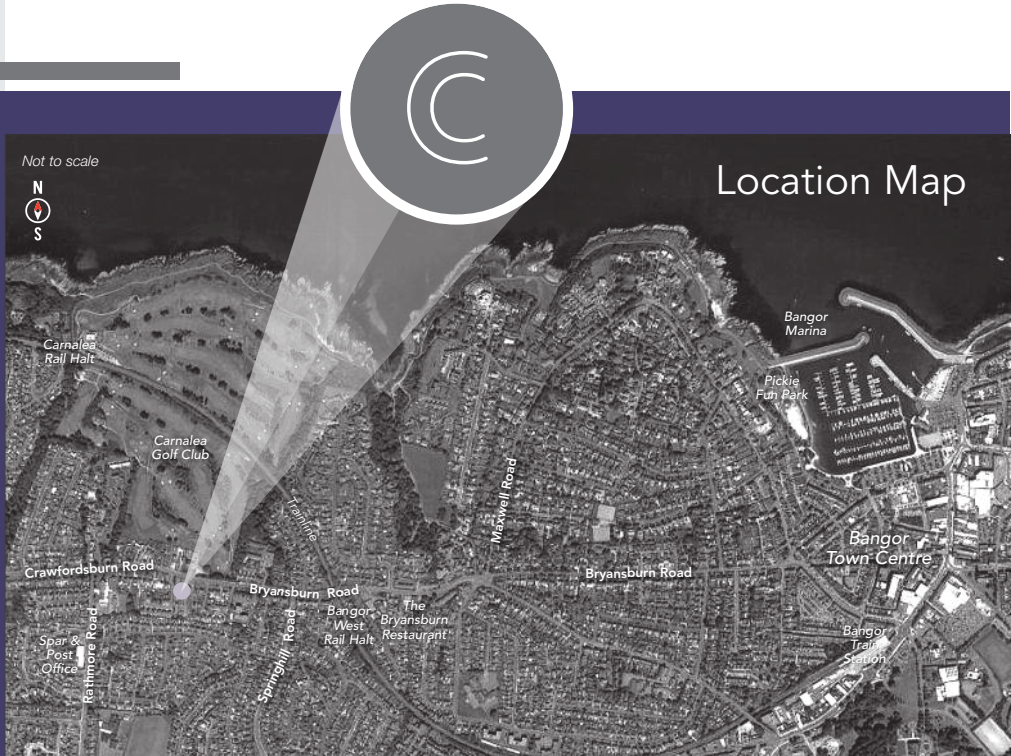 CC
Not to scale
N
S
Location Map
Bangor
Marina
Carnalea
Rail Halt
Pickie
Fun Park
Carnalea
Golf Club
Maxwell Road
Trainline
Bangor
Town Centre
Crawfordsburn Road
Bryansburn Road
Bryansburn Road
The
Bryansburn
Restaurant
Bangor
West
Rail Halt
Rathmore Road
Springhill Road
Spar &
Post
Office
Bangor
Train
Station